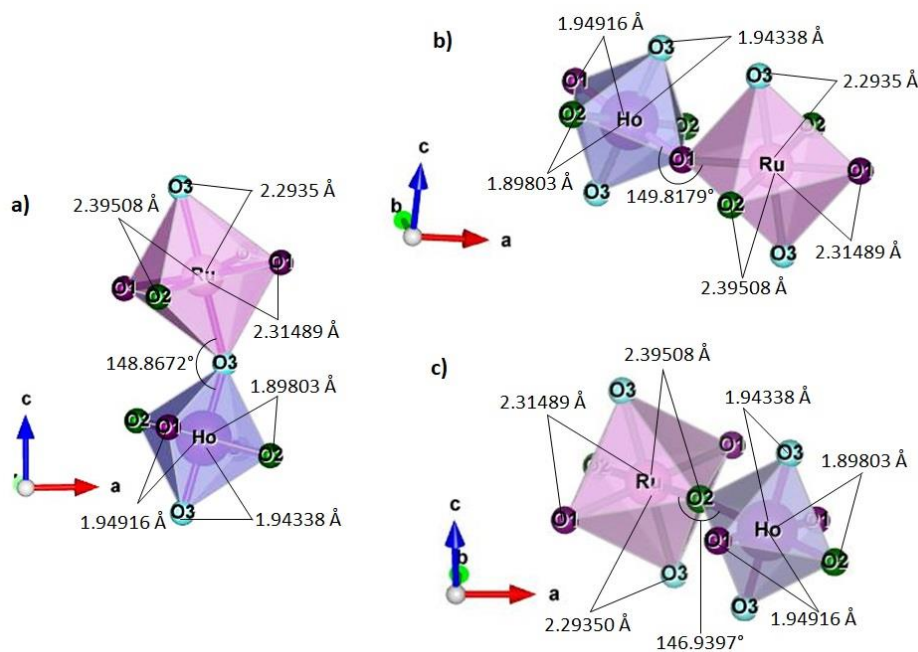 a)
O3
2.2935 Å
2.39508 Å
O1
O1
O2
Ru
2.31489 Å
148.8672°
O3
1.89803 Å
O2
O1
Ho
O2
O3
1.94916 Å
1.94338 Å
c
a
b)
1.94916 Å
1.94338 Å
O3
O1
O3
2.2935 Å
O2
Ho
O2
O2
O1
Ru
O1
1.89803 Å
O3
149.8179°
O2
O3
2.31489 Å
2.39508 Å
c
b
a
c)
2.39508 Å
2.31489 Å
O3
1.94338 Å
O1
O3
1.89803 Å
Ru
O2
O1
O1
Ho
O1
O2
O3
O3
2.29350 Å
146.9397°
1.94916 Å
c
b
a